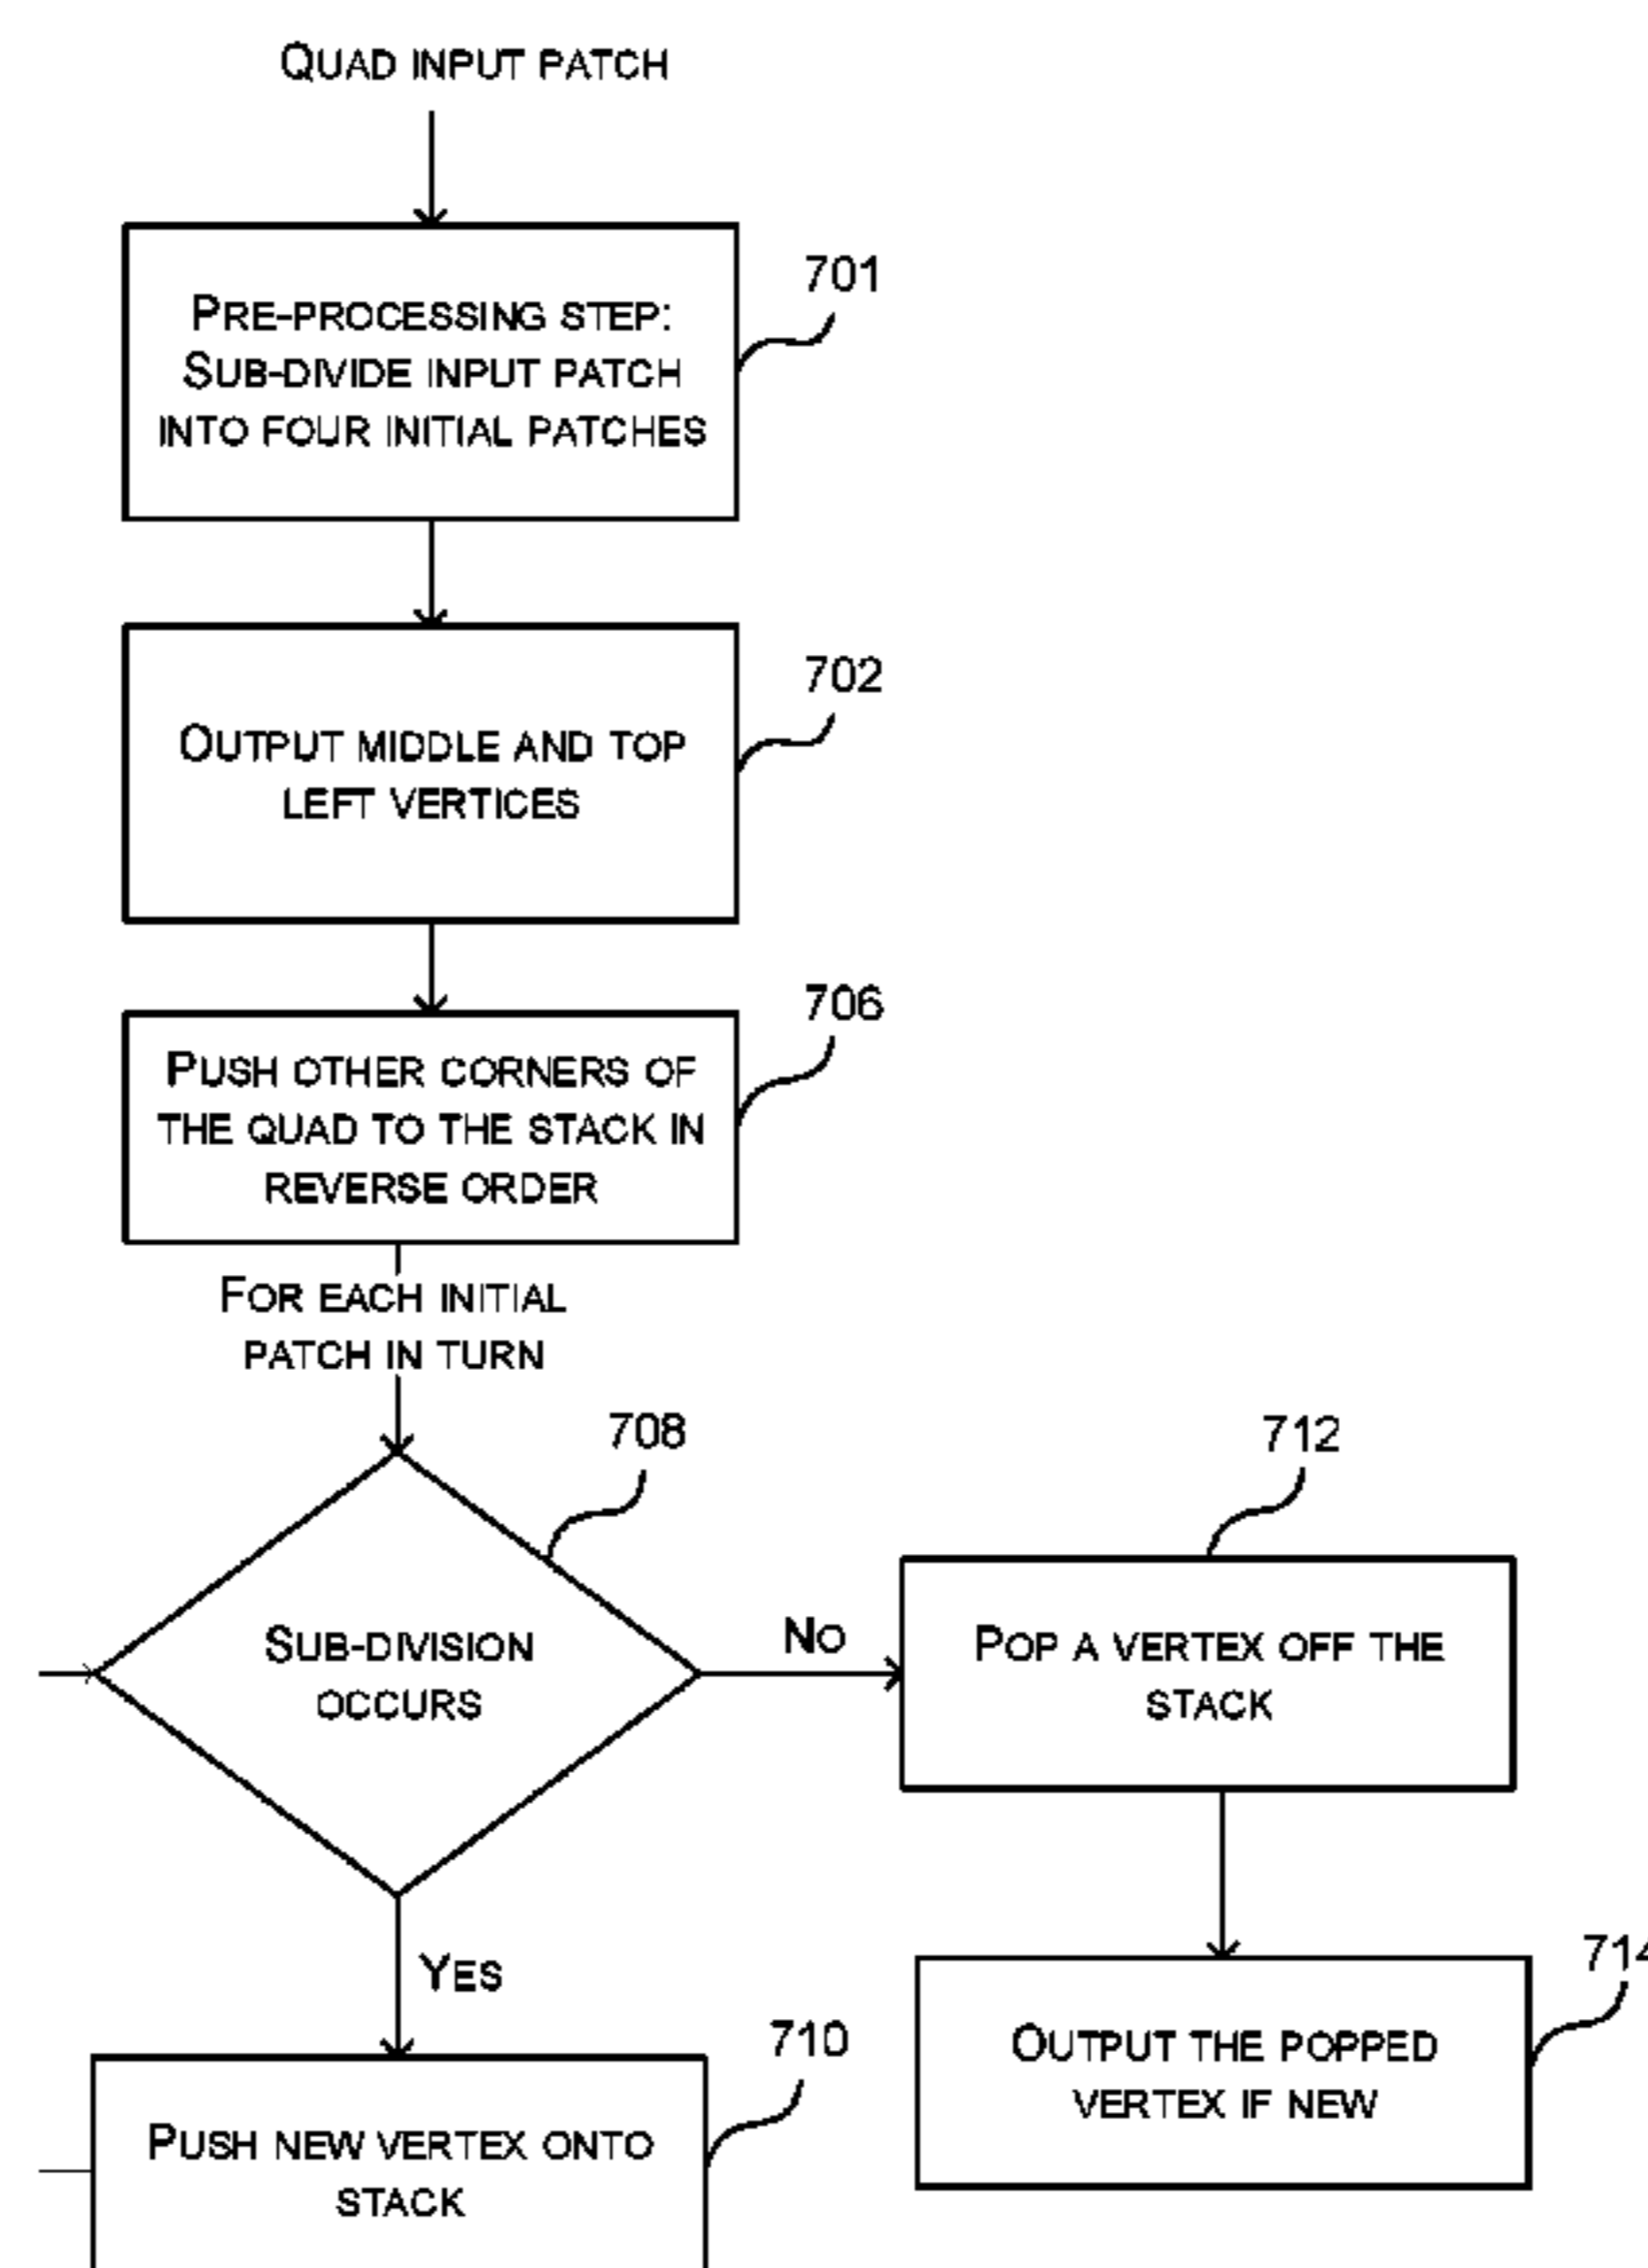 QUAD INPUT PATCH
701
PRE-PROCESSING STEP:
SUB-DIVIDE INPUT PATCH
INTO FOUR INITIAL PATCHES
702
OUTPUT MIDDLE AND TOP
LEFT VERTICES
706
PUSH OTHER CORNERS OF
THE QUAD TO THE STACK IN
REVERSE ORDER
FOR EACH INITIAL
PATCH IN TURN
708
SUB-DIVISION
OCCURS
NO
712
POP A VERTEX OFF THE
STACK
YES
714
OUTPUT THE POPPED
VERTEX IF NEW
710
PUSH NEW VERTEX ONTO
STACK